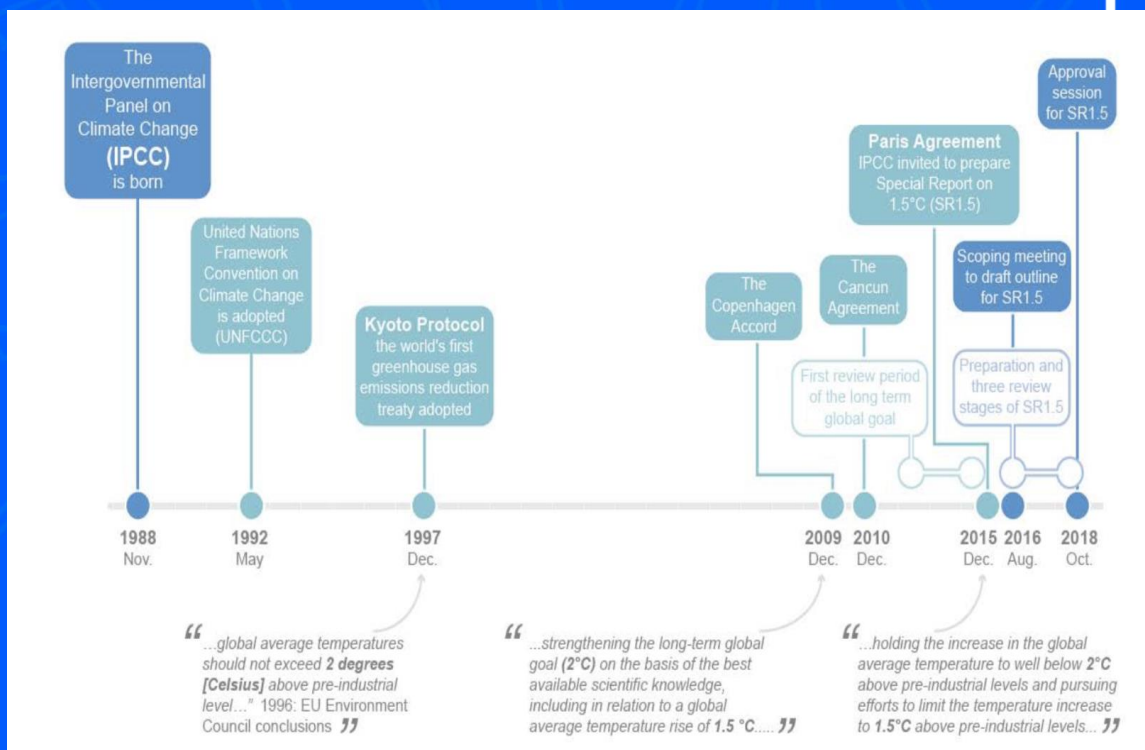 The
Intergovernmental
Panel on
Climate Change
(IPCC)
is born
United Nations
Framework
Convention on
Climate Change
is adopted
(UNFCCC)
Kyoto Protocol
the world's first
greenhouse gas
emissions reduction
treaty adopted
The
Copenhagen
Accord
The
Cancun
Agreement
First review period
of the long term
global goal
Paris Agreement
IPCC invited to prepare
Special Report on
1.5°C (SR1.5)
Scoping meeting
to draft outline
for SR1.5
Preparation and
three review
stages of SR1.5
Approval
session
for SR1.5
1988
Nov.
1992
May
1997
Dec.
2009
Dec.
2010
Dec.
2015
Dec.
2016
Aug.
2018
Oct.
“ ...global average temperatures
should not exceed 2 degrees
[Celsius] above pre-industrial
level…” 1996: EU Environment
Council conclusions ”
“ ...strengthening the long-term global
goal (2°C) on the basis of the best
available scientific knowledge,
including in relation to a global
average temperature rise of 1.5 °C..... ”
“ ...holding the increase in the global
average temperature to well below 2°C
above pre-industrial levels and pursuing
efforts to limit the temperature increase
to 1.5°C above pre-industrial levels... ”